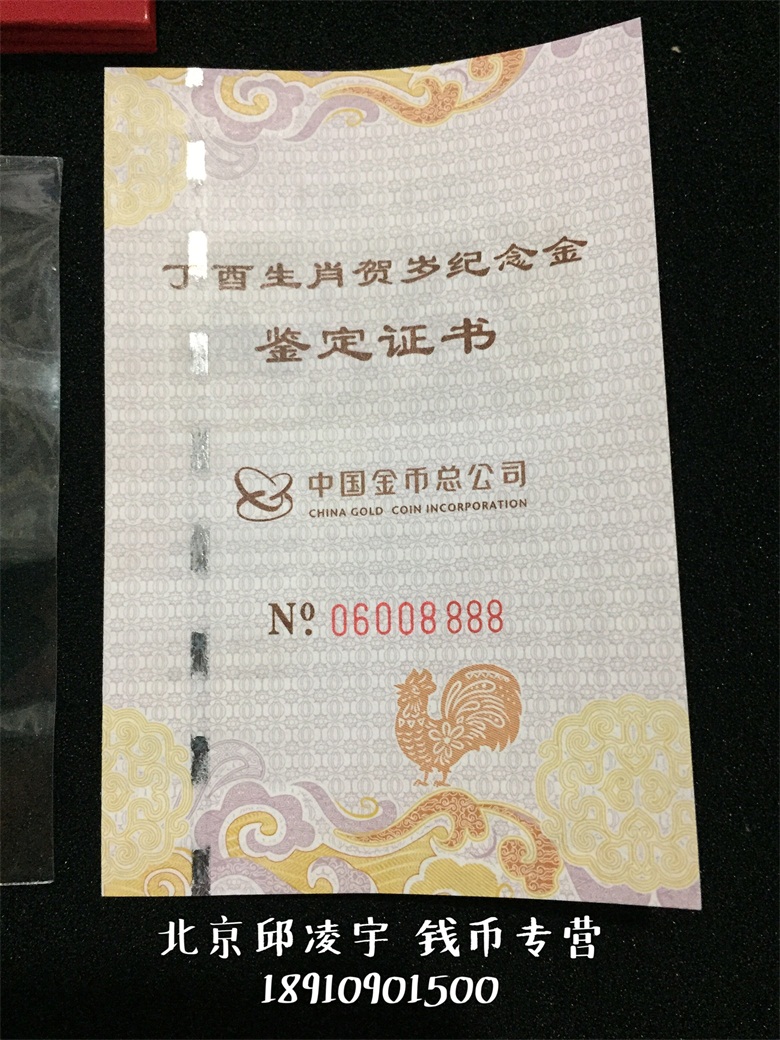 丁酉生肖贺岁纪念金
鉴定证书
中国金币总公司
CHINA GOLD COIN INCORPORATION
Nº. 06008888
北京邱凌宇 钱币专营
18910901500